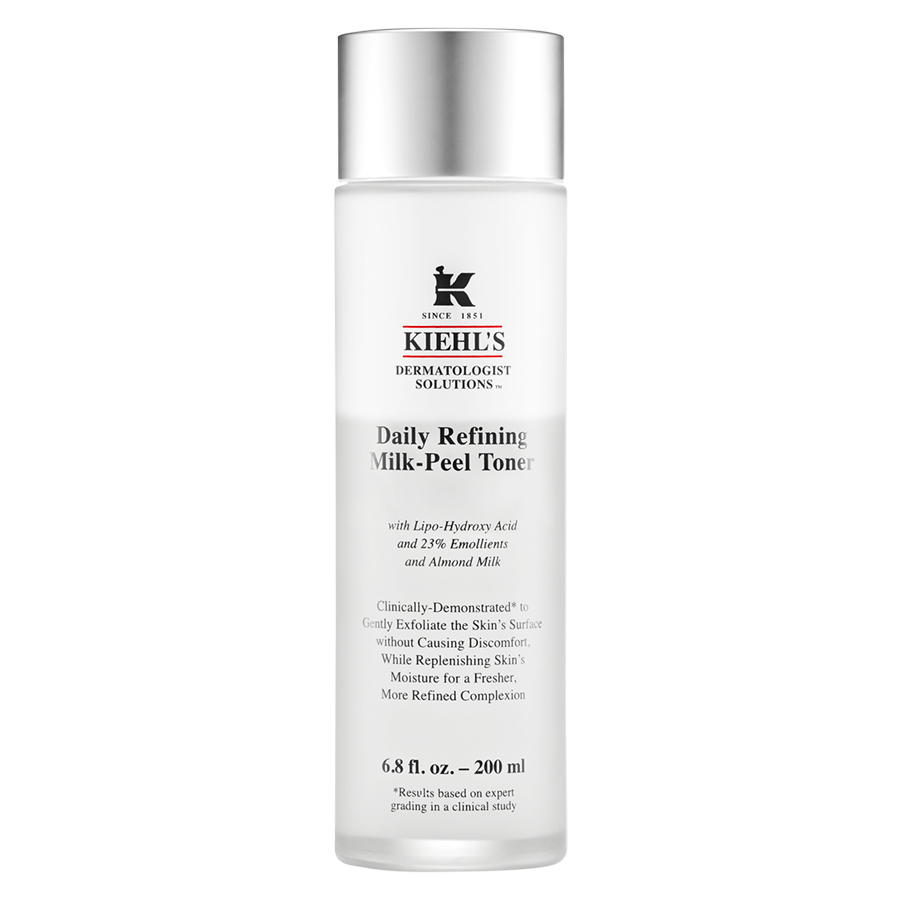 K
SINCE 1851
KIEHL'S
DERMATOLOGIST
SOLUTIONS™
Daily Refining
Milk-Peel Toner
with Lipo-Hydroxy Acid
and 23% Emollients
and Almond Milk
Clinically-Demonstrated* to
Gently Exfoliate the Skin's Surface
without Causing Discomfort,
While Replenishing Skin's
Moisture for a Fresher,
More Refined Complexion
6.8 fl. oz. – 200 ml
*Results based on expert
grading in a clinical study